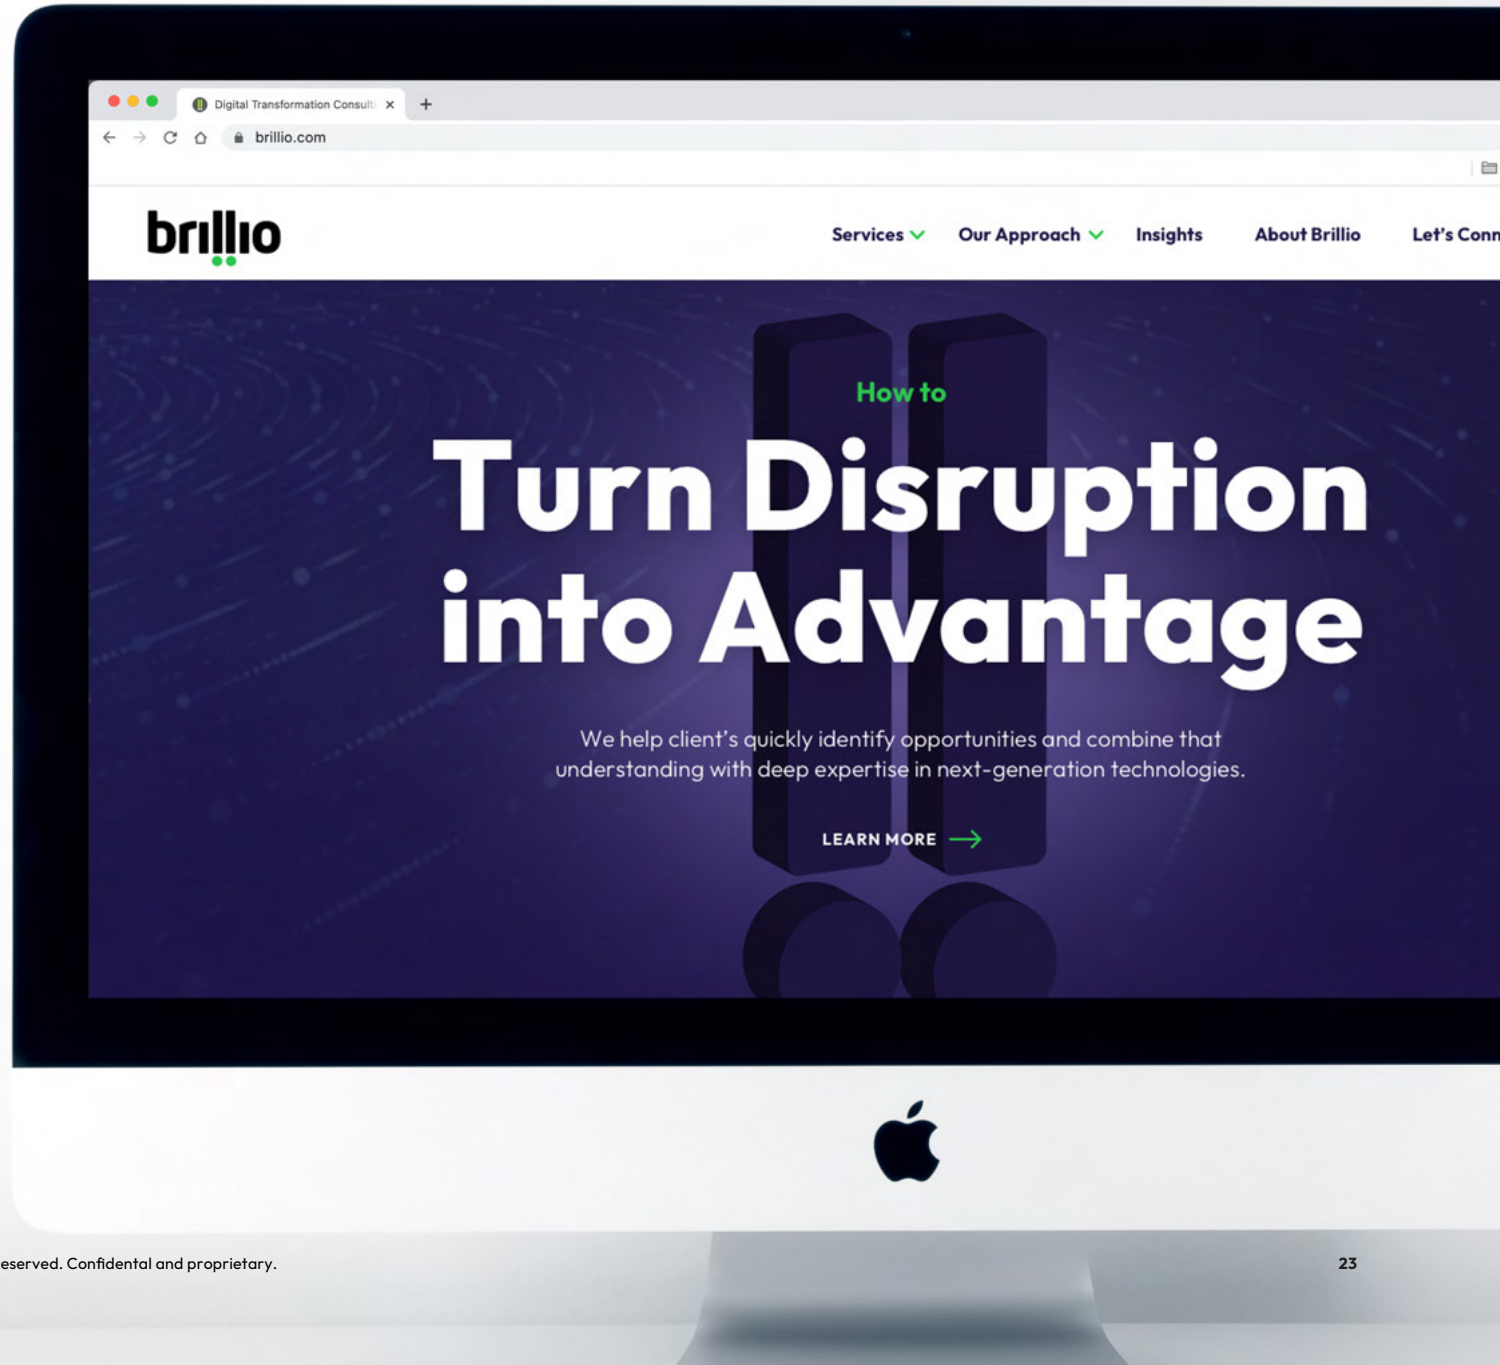 Digital Transformation Consulti
brillio.com
brillio
Services Our Approach Insights About Brillio Let's Conn
How to
Turn Disruption
into Advantage
We help client's quickly identify opportunities and combine that
understanding with deep expertise in next-generation technologies.
LEARN MORE
eserved. Confidental and proprietary.
23